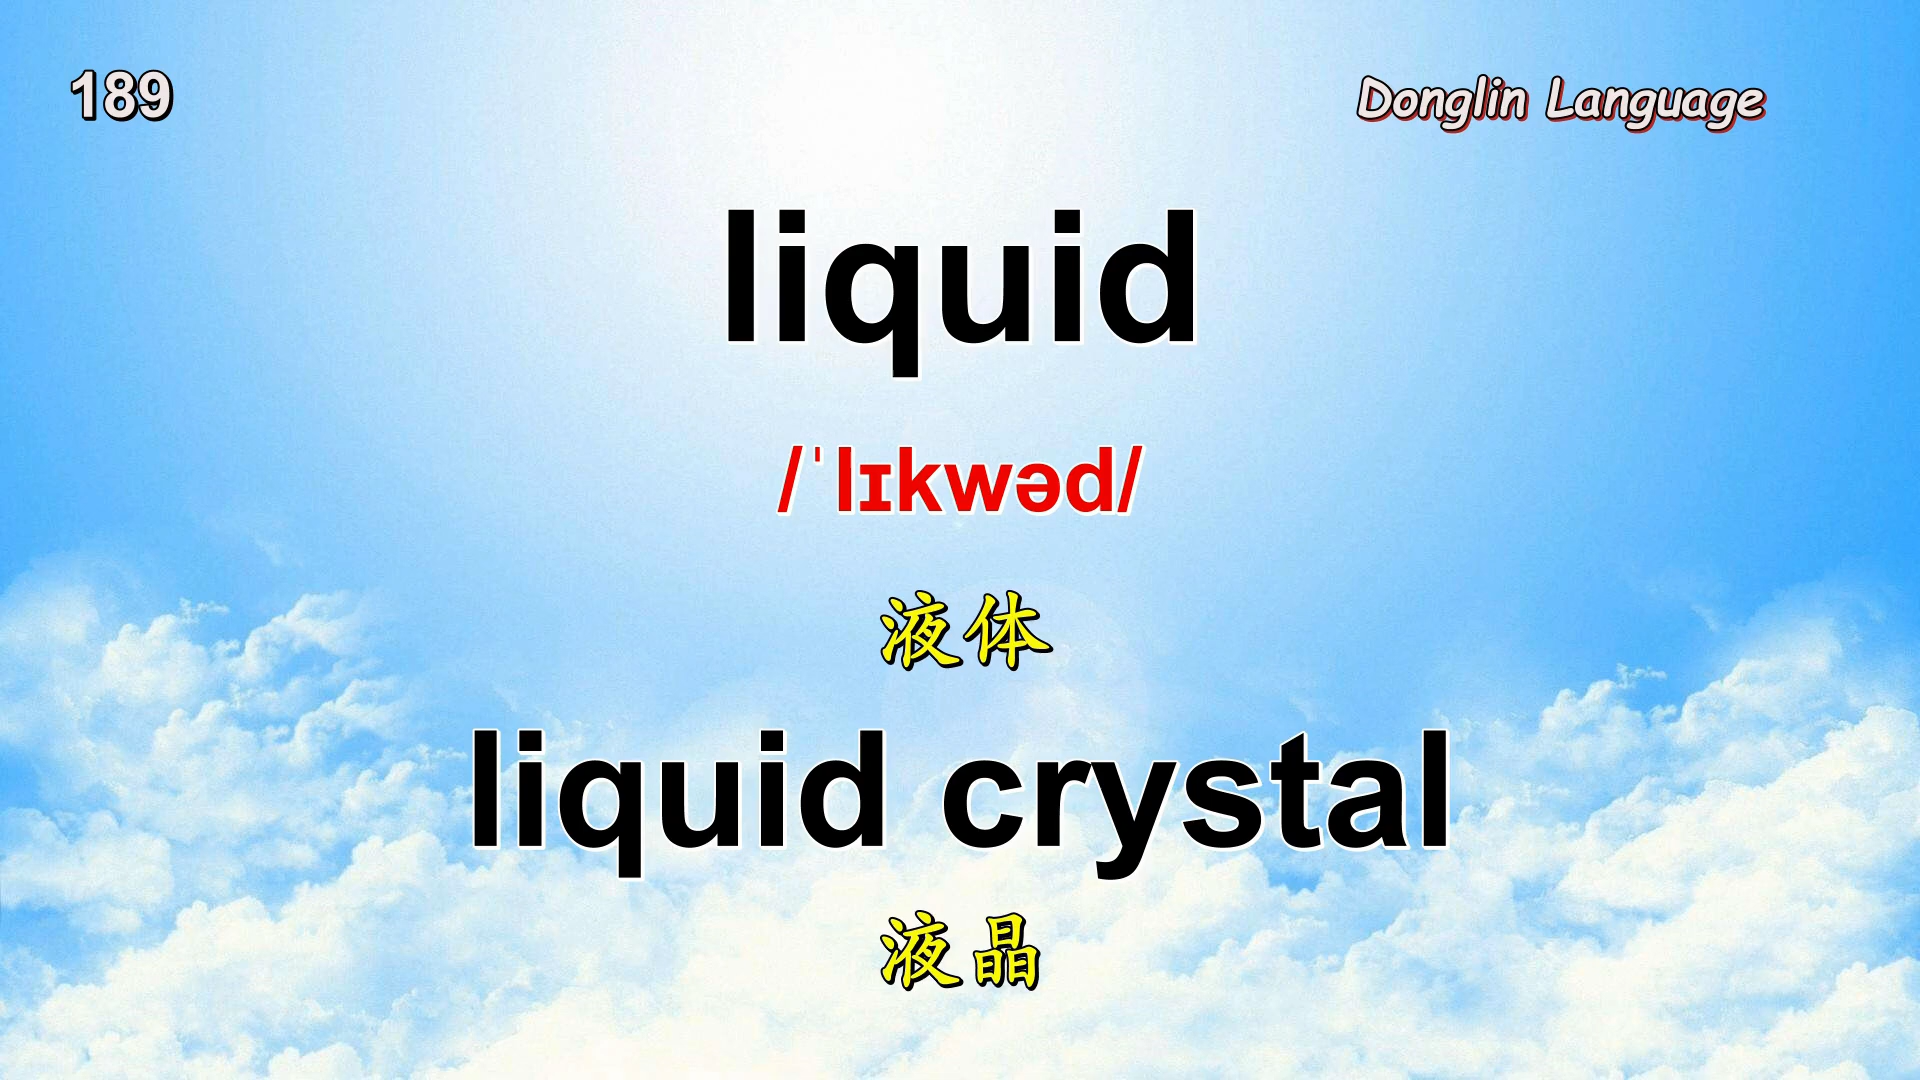 189
Donglin Language
liquid
/ˈlɪkwəd/
液体
liquid crystal
液晶